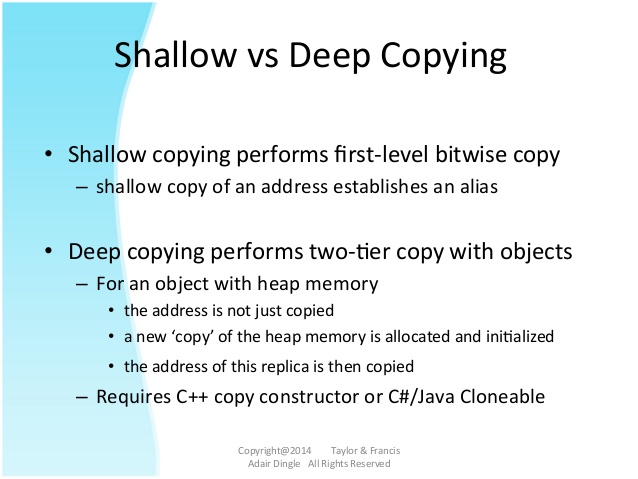 Shallow vs Deep Copying
• Shallow copying performs first-level bitwise copy
– shallow copy of an address establishes an alias
• Deep copying performs two-tier copy with objects
– For an object with heap memory
• the address is not just copied
• a new ‘copy’ of the heap memory is allocated and initialized
• the address of this replica is then copied
– Requires C++ copy constructor or C#/Java Cloneable
Copyright@2014 Taylor & Francis
Adair Dingle All Rights Reserved